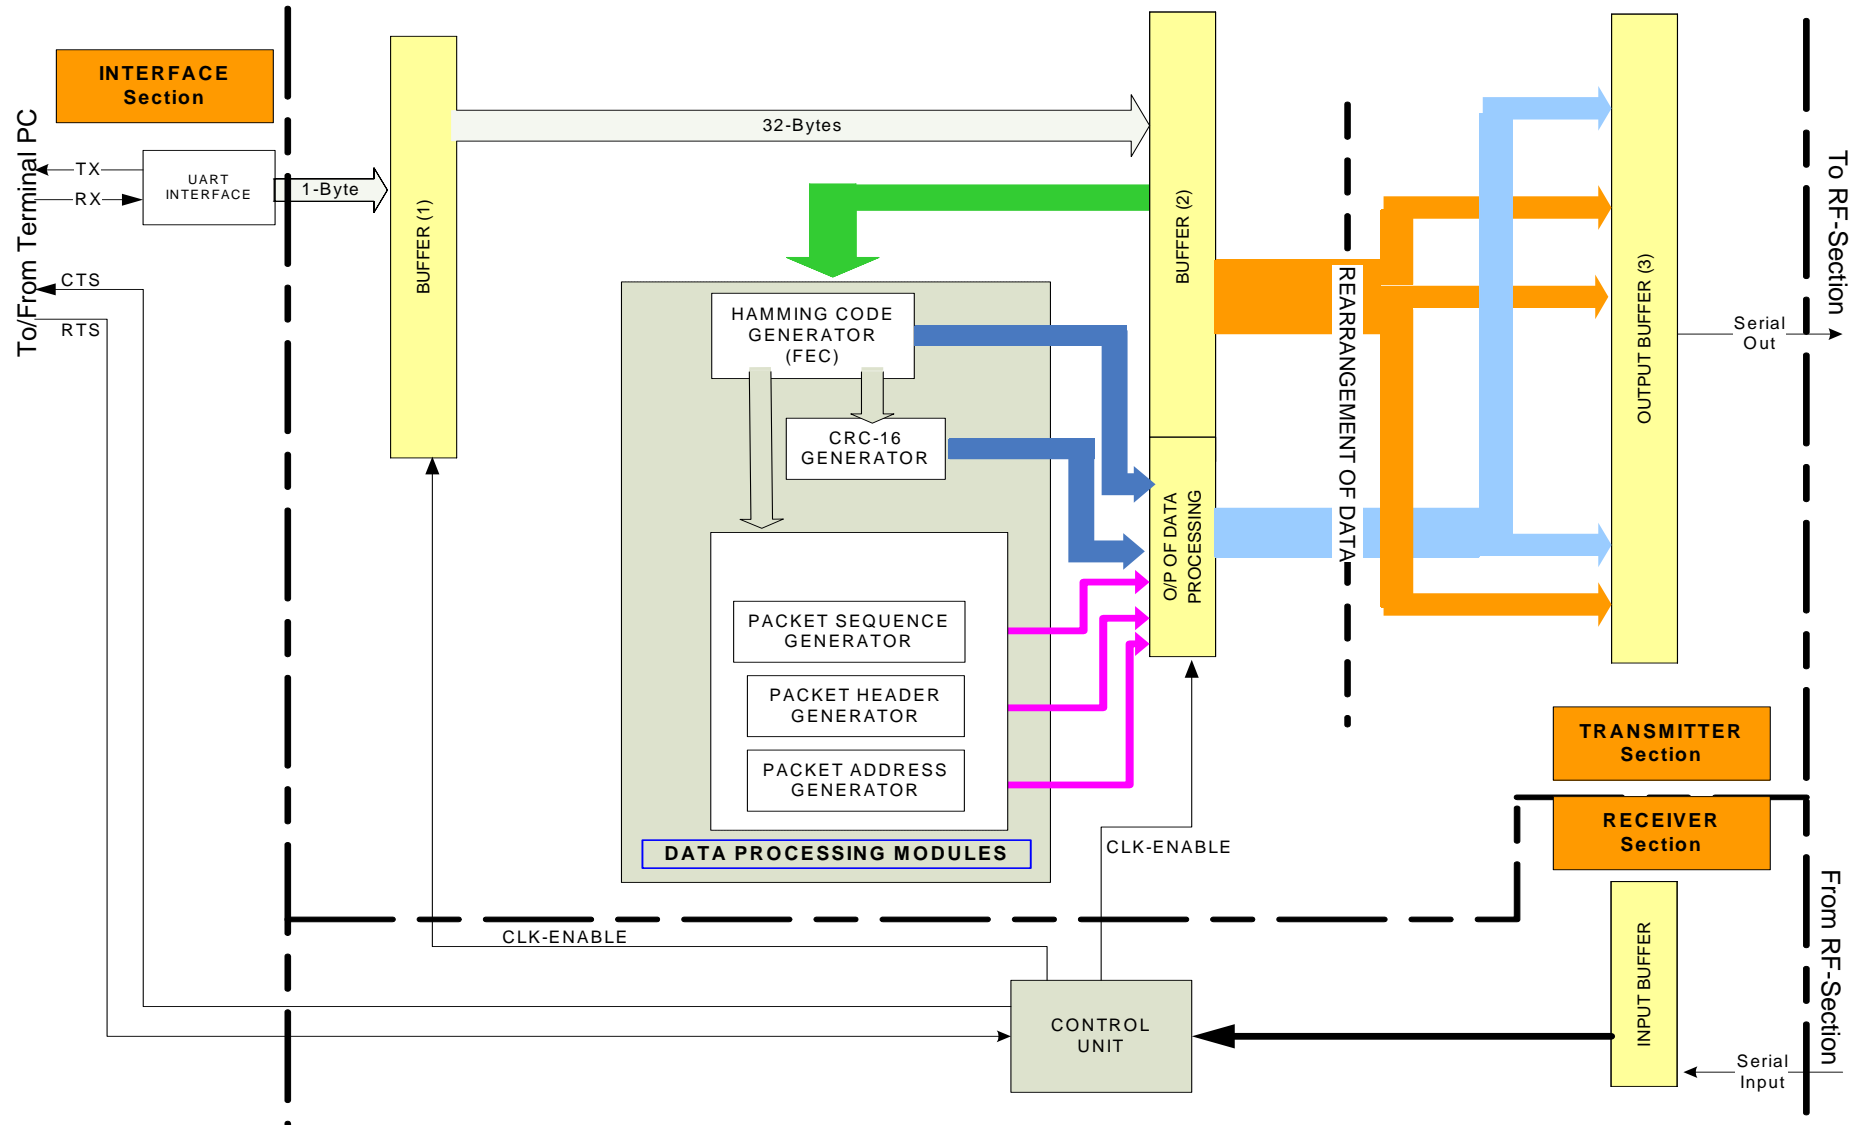 INTERFACE
Section
To/From Terminal PC
TX
RX
UART
INTERFACE
1-Byte
CTS
RTS
BUFFER (1)
32-Bytes
BUFFER (2)
HAMMING CODE
GENERATOR
(FEC)
CRC-16
GENERATOR
PACKET SEQUENCE
GENERATOR
PACKET HEADER
GENERATOR
PACKET ADDRESS
GENERATOR
DATA PROCESSING MODULES
O/P OF DATA
PROCESSING
REARRANGEMENT OF DATA
OUTPUT BUFFER (3)
Serial
Out
To RF-Section
TRANSMITTER
Section
RECEIVER
Section
CLK-ENABLE
CLK-ENABLE
CONTROL
UNIT
INPUT BUFFER
Serial
Input
From RF-Section